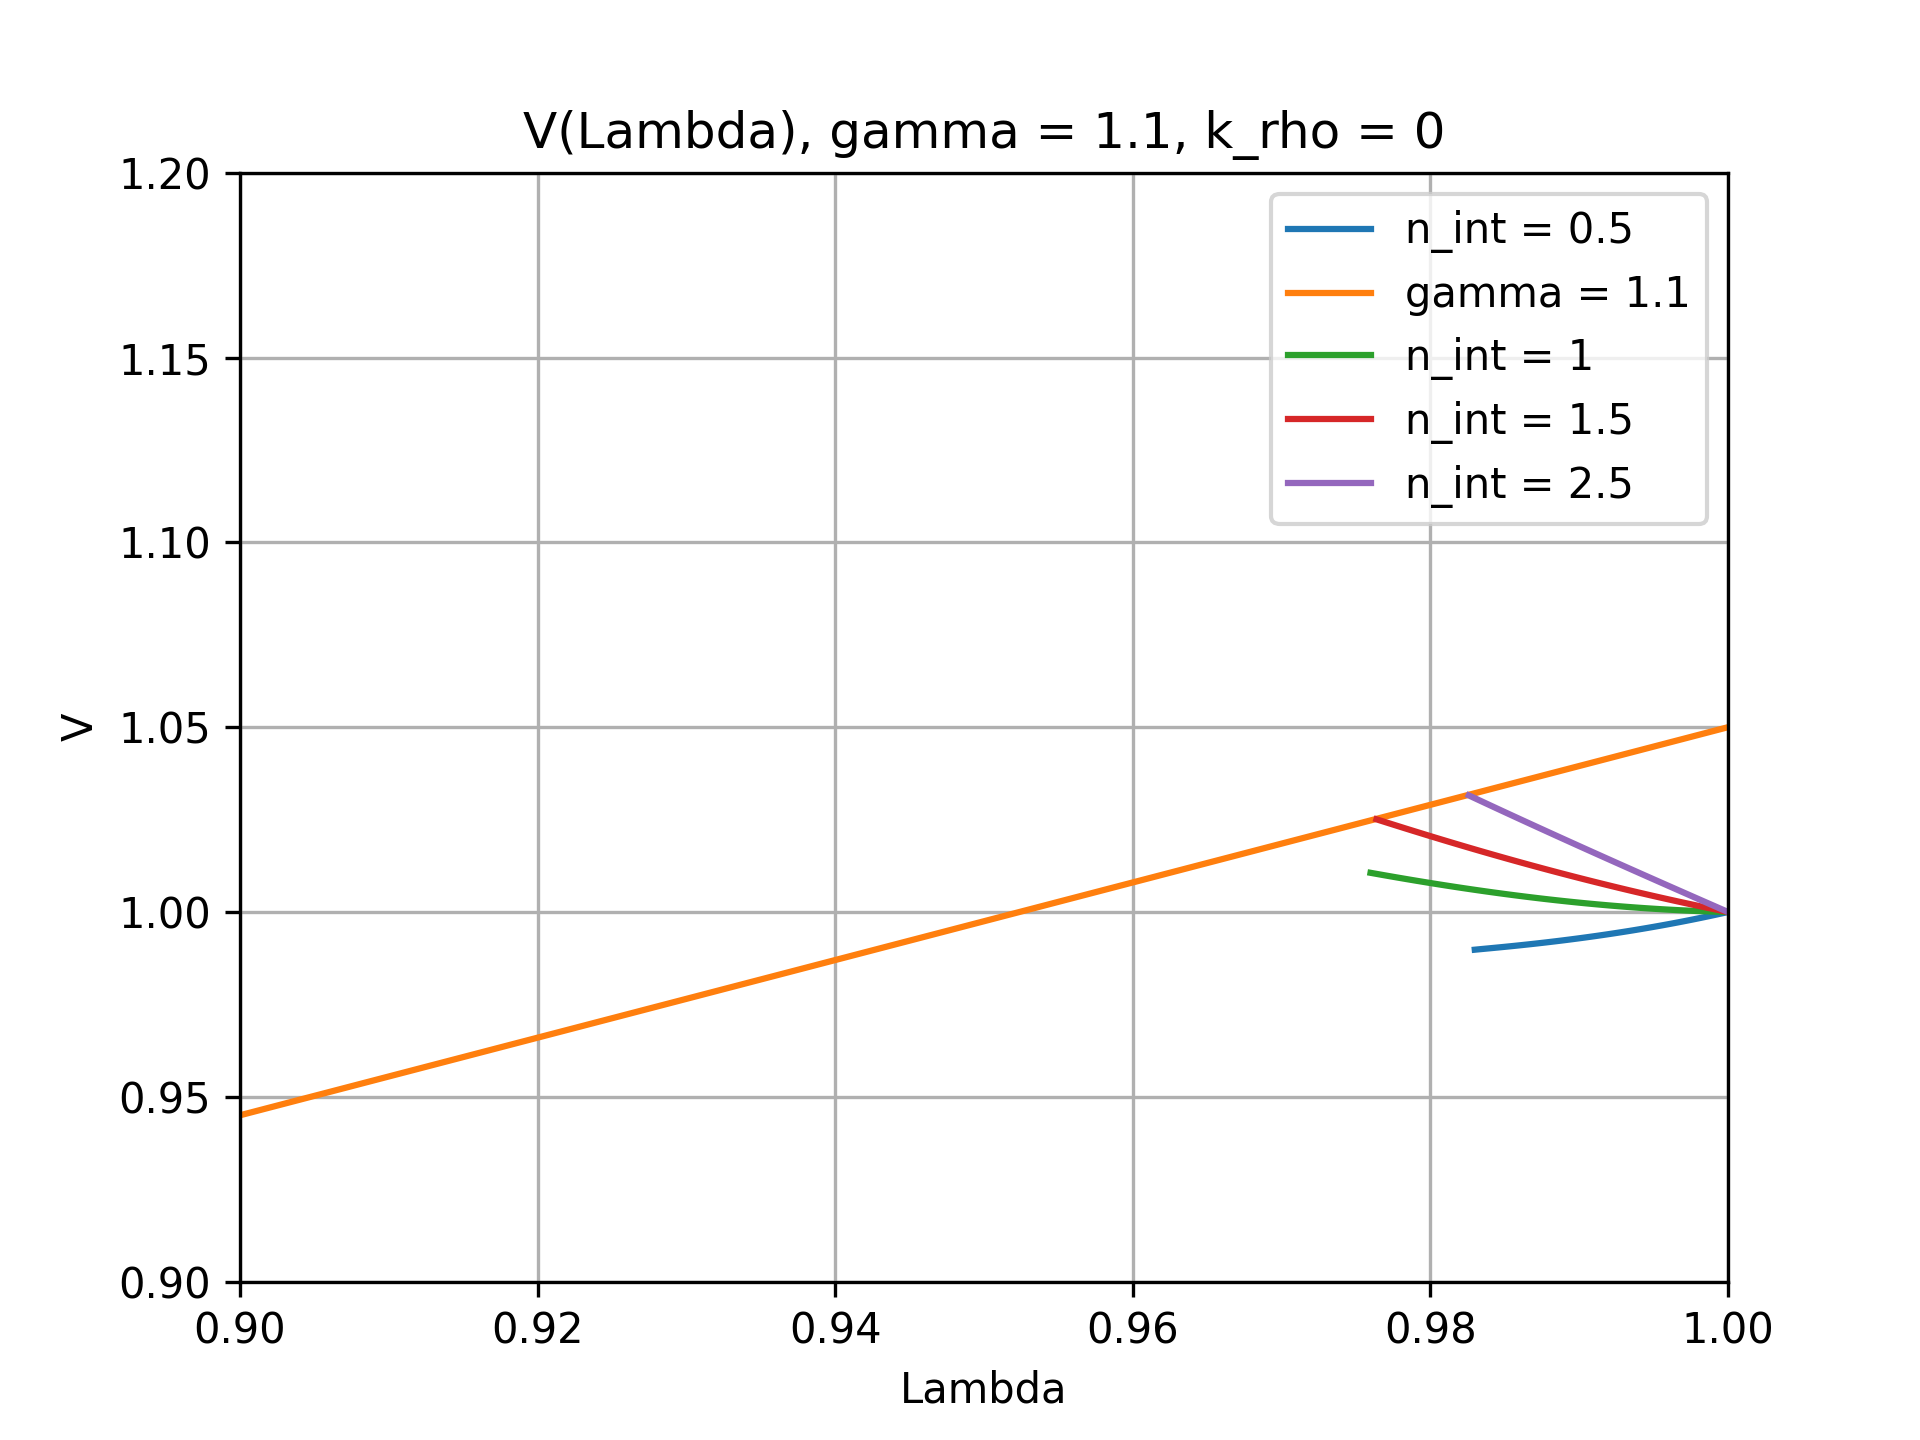 V(Lambda), gamma = 1.1, k_rho = 0
1.20
1.15
1.10
1.05
1.00
0.95
0.90
V
n_int = 0.5
gamma = 1.1
n_int = 1
n_int = 1.5
n_int = 2.5
0.90 0.92 0.94 0.96 0.98 1.00
Lambda